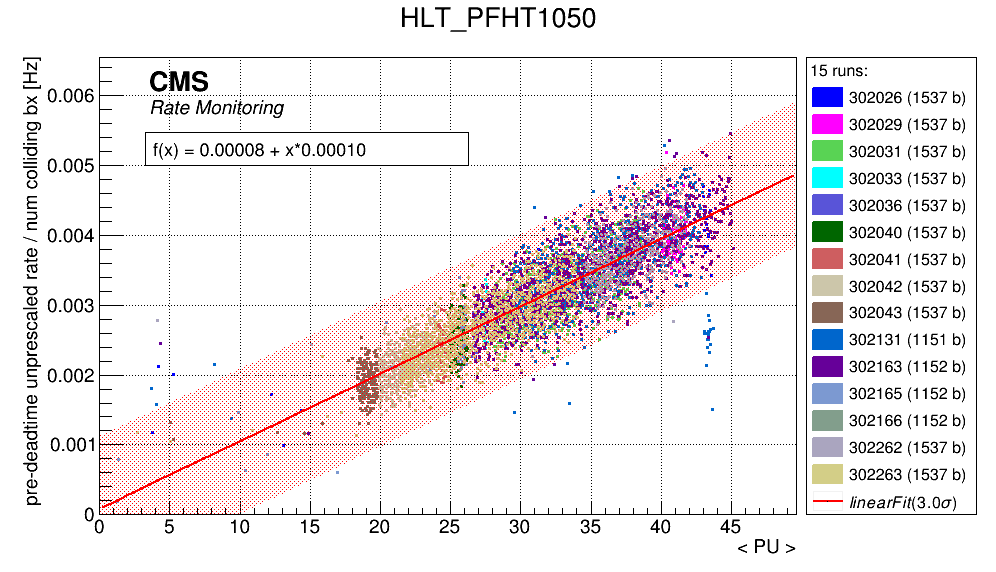 HLT_PFHT1050
pre-deadtime unprescaled rate / num colliding bx [Hz]
CMS
Rate Monitoring
f(x) = 0.00008 + x*0.00010
0.006
0.005
0.004
0.003
0.002
0.001
0
0 5 10 15 20 25 30 35 40 45
< PU >
15 runs:
302026 (1537 b)
302029 (1537 b)
302031 (1537 b)
302033 (1537 b)
302036 (1537 b)
302040 (1537 b)
302041 (1537 b)
302042 (1537 b)
302043 (1537 b)
302131 (1151 b)
302163 (1152 b)
302165 (1152 b)
302166 (1152 b)
302262 (1537 b)
302263 (1537 b)
linearFit(3.0σ)